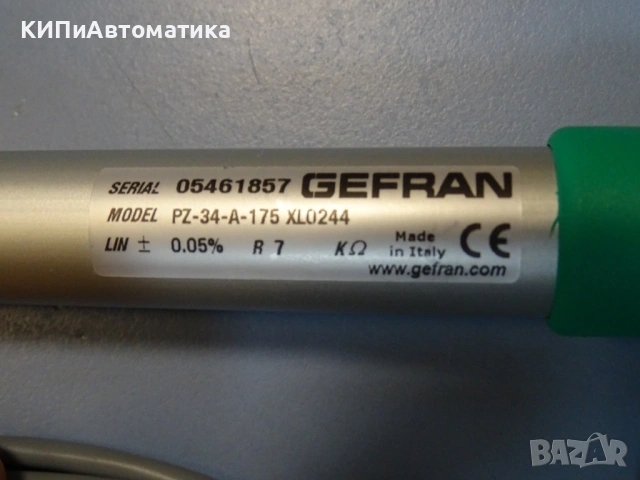 КИПиАвтоматика
SERIAL 05461857 GEFRAN
MODEL PZ-34-A-175 XL0244
LIN ± 0.05% R 7 KΩ Made in Italy CE
www.gefran.com
BAZAR